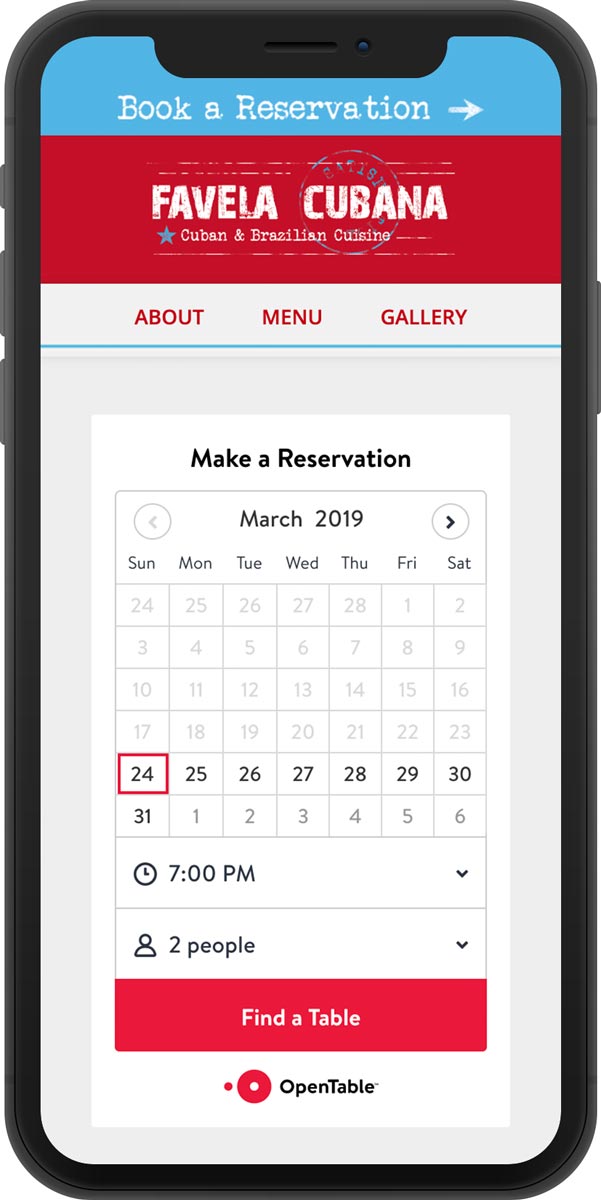 Book a Reservation →
FAVELA CUBANA
Cuban & Brazilian Cuisine
ABOUT MENU GALLERY
Make a Reservation
March 2019
Sun Mon Tue Wed Thu Fri Sat
24 25 26 27 28 1 2
3 4 5 6 7 8 9
10 11 12 13 14 15 16
17 18 19 20 21 22 23
24 25 26 27 28 29 30
31 1 2 3 4 5 6
7:00 PM
2 people
Find a Table
OpenTable™